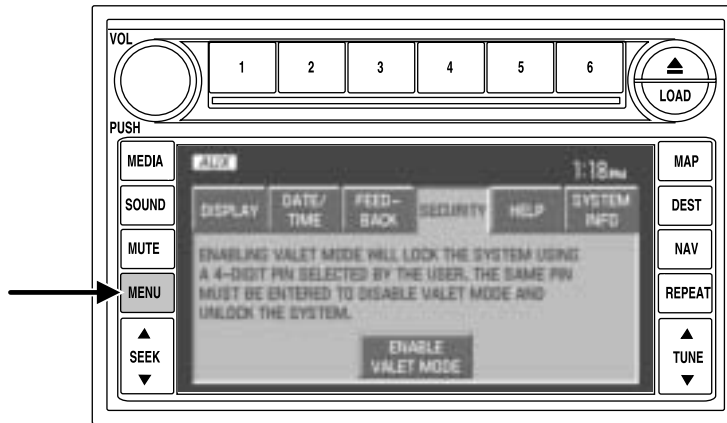 VOL
1 2 3 4 5 6
LOAD
PUSH
MEDIA
AUX
1:18PM
MAP
SOUND
DISPLAY
DATE/
TIME
FEED-
BACK
SECURITY
HELP
SYSTEM
INFO
DEST
MUTE
NAV
ENABLING VALET MODE WILL LOCK THE SYSTEM USING
A 4-DIGIT PIN SELECTED BY THE USER. THE SAME PIN
MUST BE ENTERED TO DISABLE VALET MODE AND
UNLOCK THE SYSTEM.
MENU
REPEAT
SEEK
ENABLE
VALET MODE
TUNE